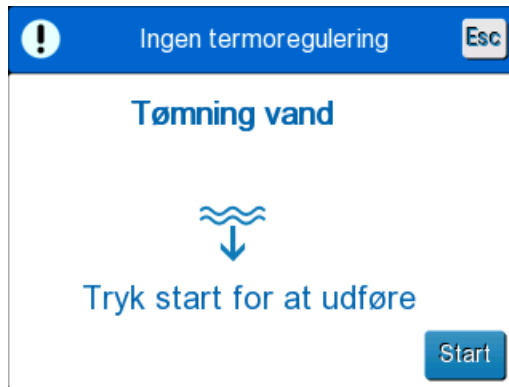 Ingen termoregulering
Esc
Tømning vand
Tryk start for at udføre
Start